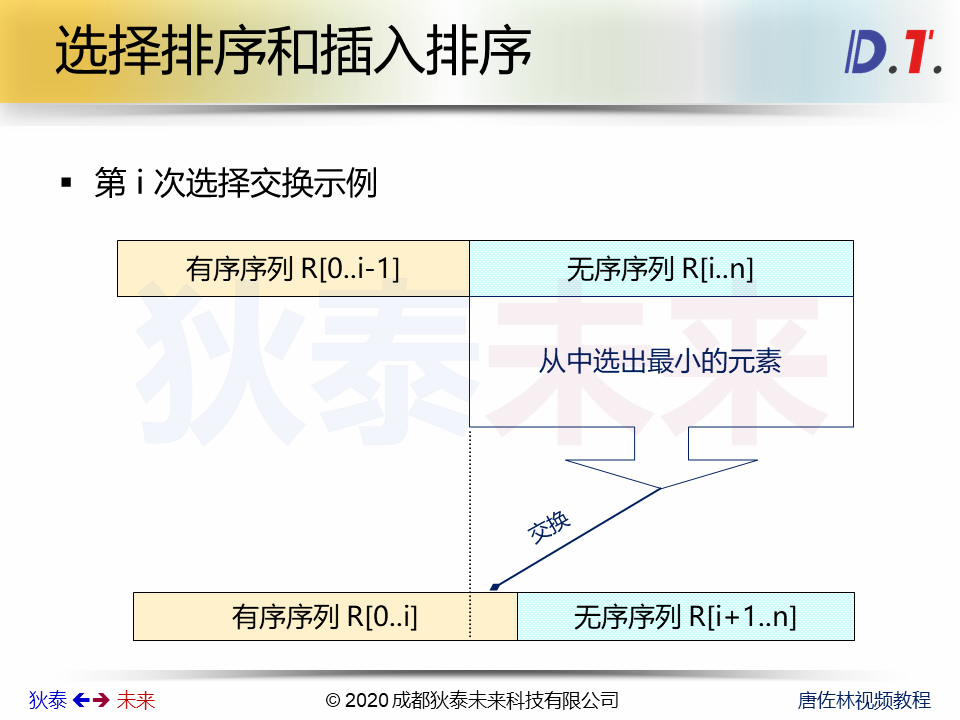 选择排序和插入排序
D.T.
▪ 第 i 次选择交换示例
有序序列 R[0..i-1]
无序序列 R[i..n]
狄泰未来
从中选出最小的元素
交换
有序序列 R[0..i]
无序序列 R[i+1..n]
狄泰 🡸🡺 未来
© 2020 成都狄泰未来科技有限公司
唐佐林视频教程